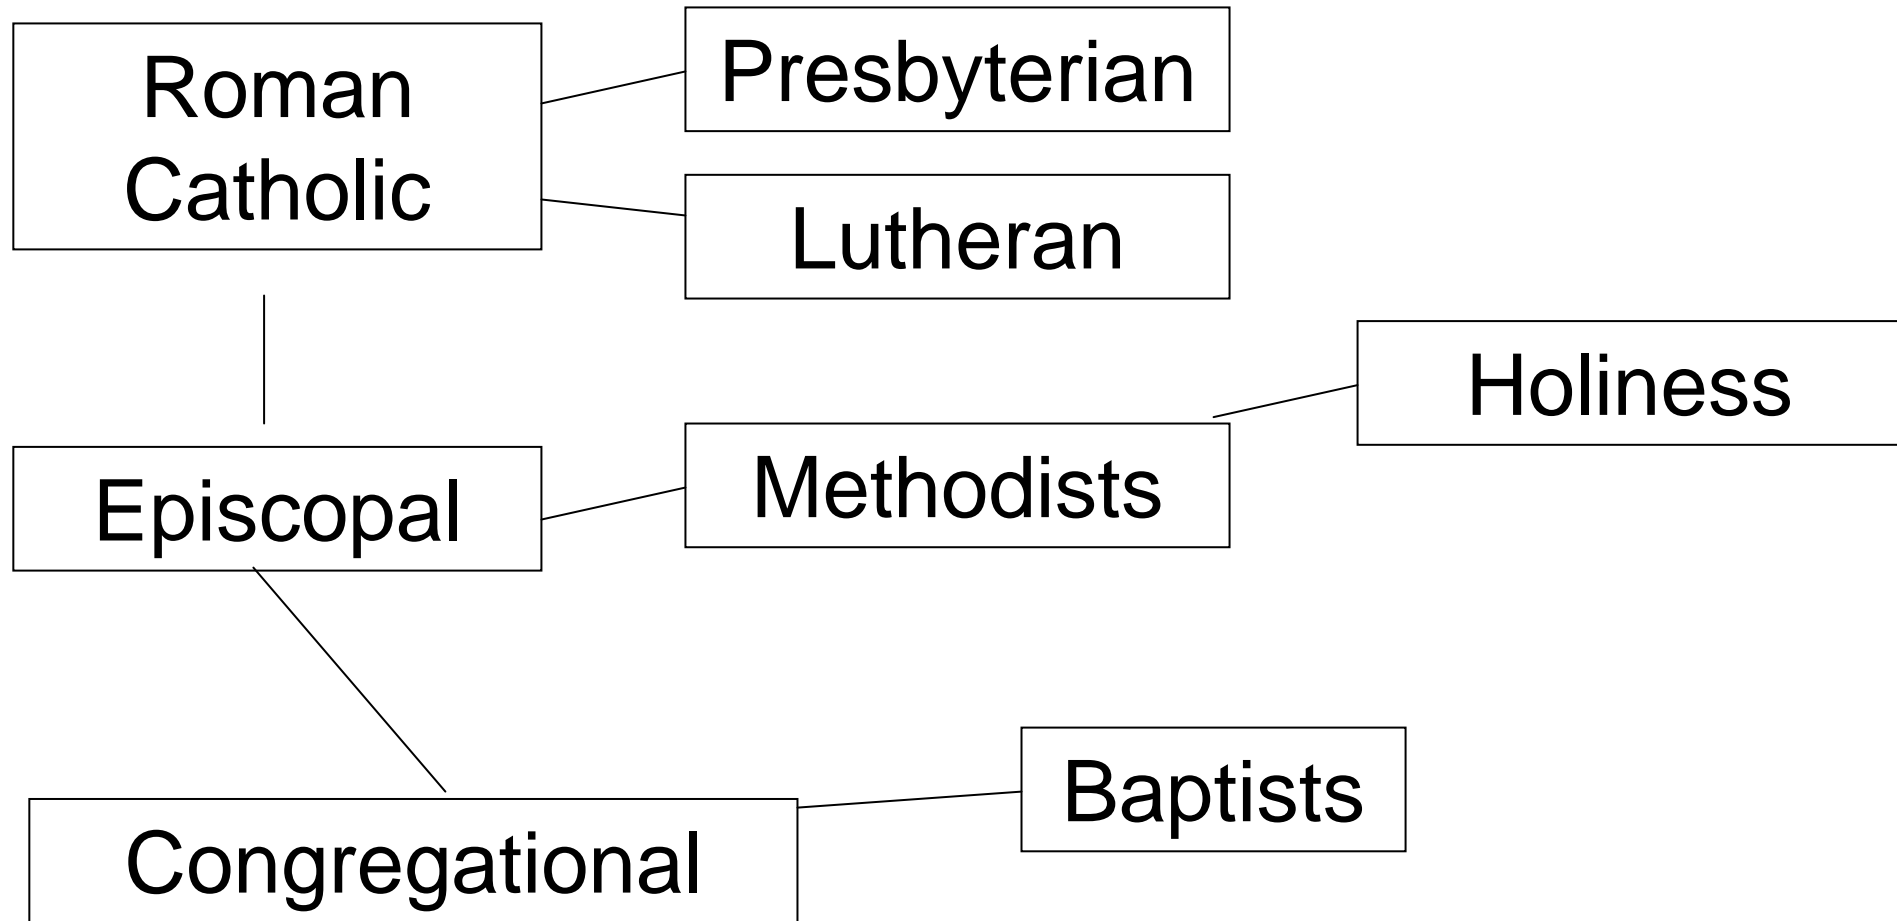 Roman
Catholic
Presbyterian
Lutheran
Holiness
Episcopal
Methodists
Baptists
Congregational